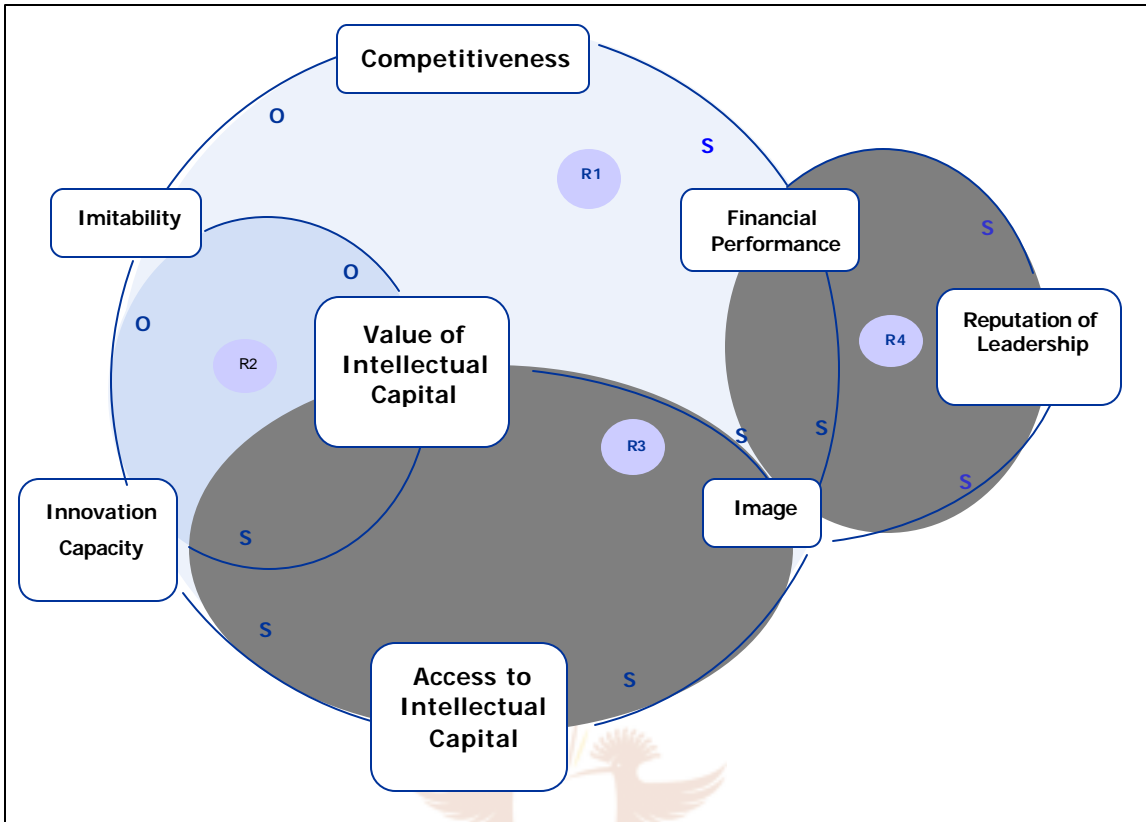 Competitiveness
O
S
R1
Imitability
Financial
Performance
S
O
O
Value of
Intellectual
Capital
Reputation of
Leadership
R4
R2
R3
S
S
S
Image
Innovation
Capacity
S
S
S
Access to
Intellectual
Capital